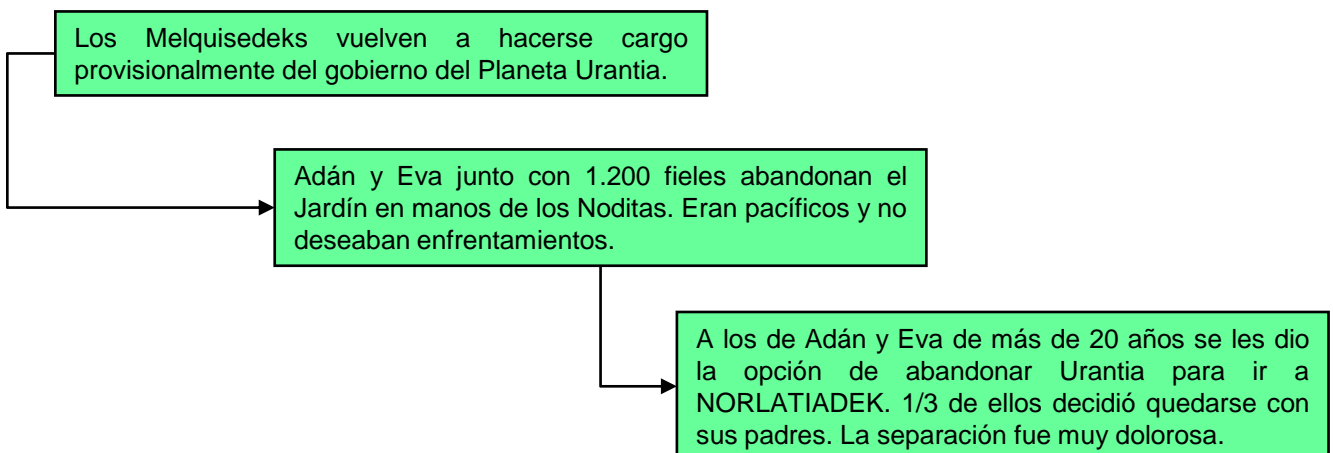 Los Melquisedeks vuelven a hacerse cargo
provisionalmente del gobierno del Planeta Urantia.
Adán y Eva junto con 1.200 fieles abandonan el
Jardín en manos de los Noditas. Eran pacíficos y no
deseaban enfrentamientos.
A los de Adán y Eva de más de 20 años se les dio
la opción de abandonar Urantia para ir a
NORLATIADEK. 1/3 de ellos decidió quedarse con
sus padres. La separación fue muy dolorosa.